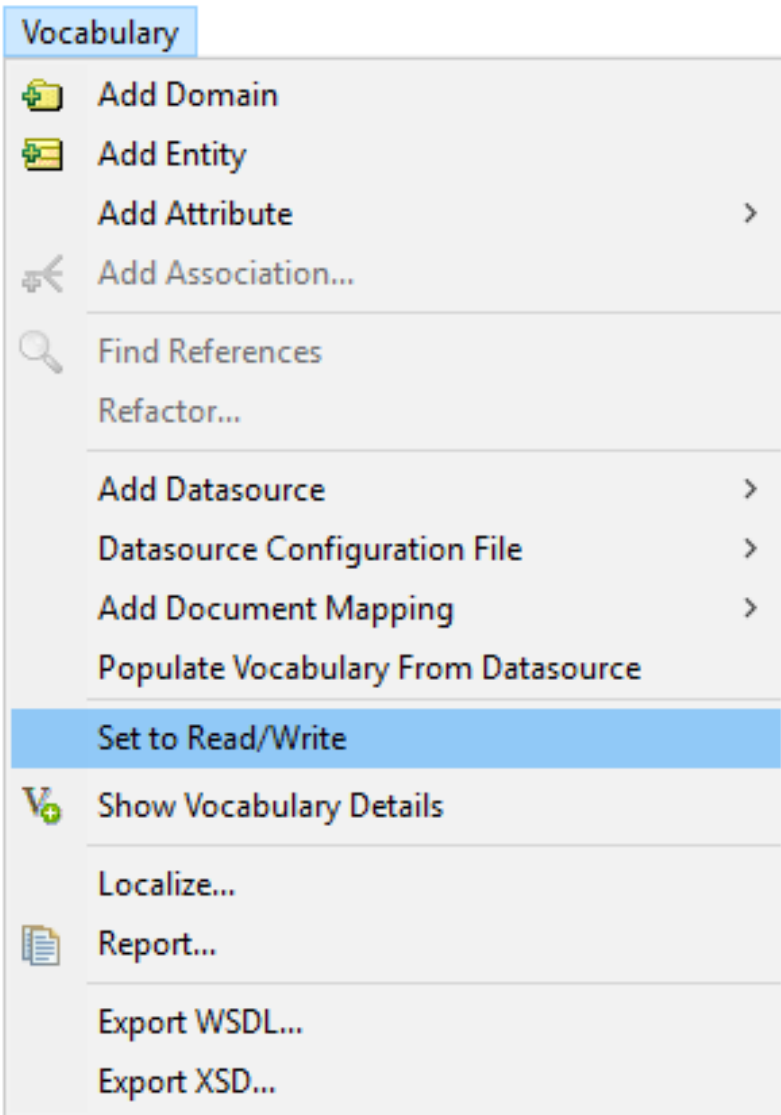 Vocabulary
Add Domain
Add Entity
Add Attribute
Add Association...
Find References
Refactor...
Add Datasource
Datasource Configuration File
Add Document Mapping
Populate Vocabulary From Datasource
Set to Read/Write
Show Vocabulary Details
Localize...
Report...
Export WSDL...
Export XSD...